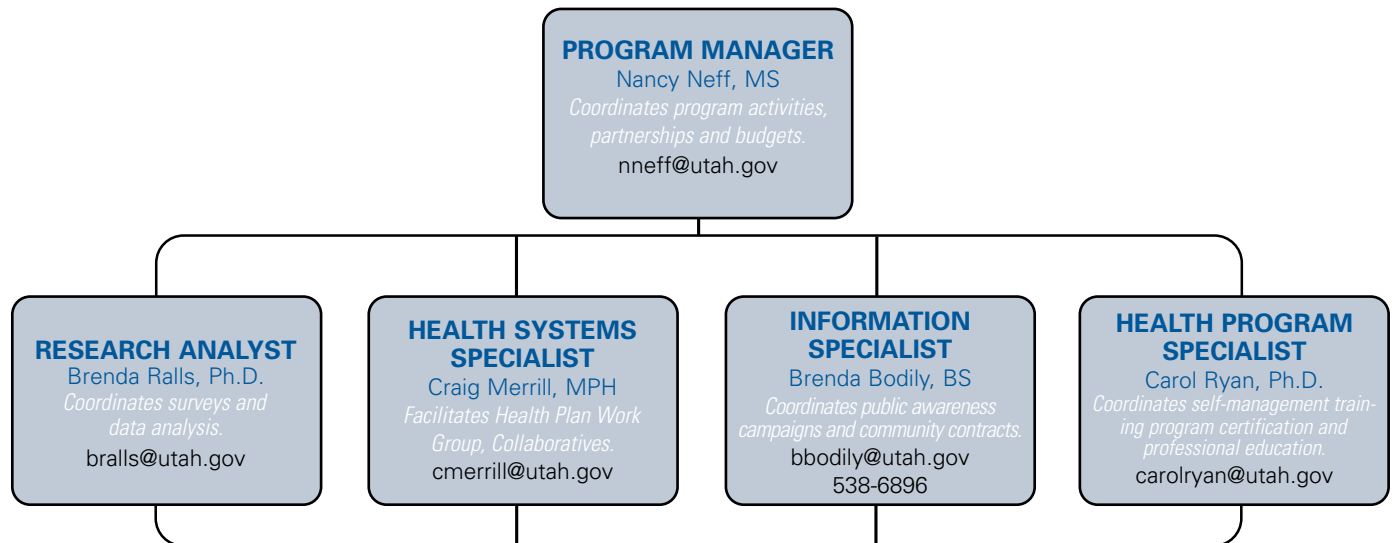 PROGRAM MANAGER
Nancy Neff, MS
Coordinates program activities,
partnerships and budgets.
nneff@utah.gov
RESEARCH ANALYST
Brenda Ralls, Ph.D.
Coordinates surveys and
data analysis.
bralls@utah.gov
HEALTH SYSTEMS
SPECIALIST
Craig Merrill, MPH
Facilitates Health Plan Work
Group, Collaboratives.
cmerrill@utah.gov
INFORMATION
SPECIALIST
Brenda Bodily, BS
Coordinates public awareness
campaigns and community contracts.
bbodily@utah.gov
538-6896
HEALTH PROGRAM
SPECIALIST
Carol Ryan, Ph.D.
Coordinates self-management train-
ing program certification and
professional education.
carolryan@utah.gov